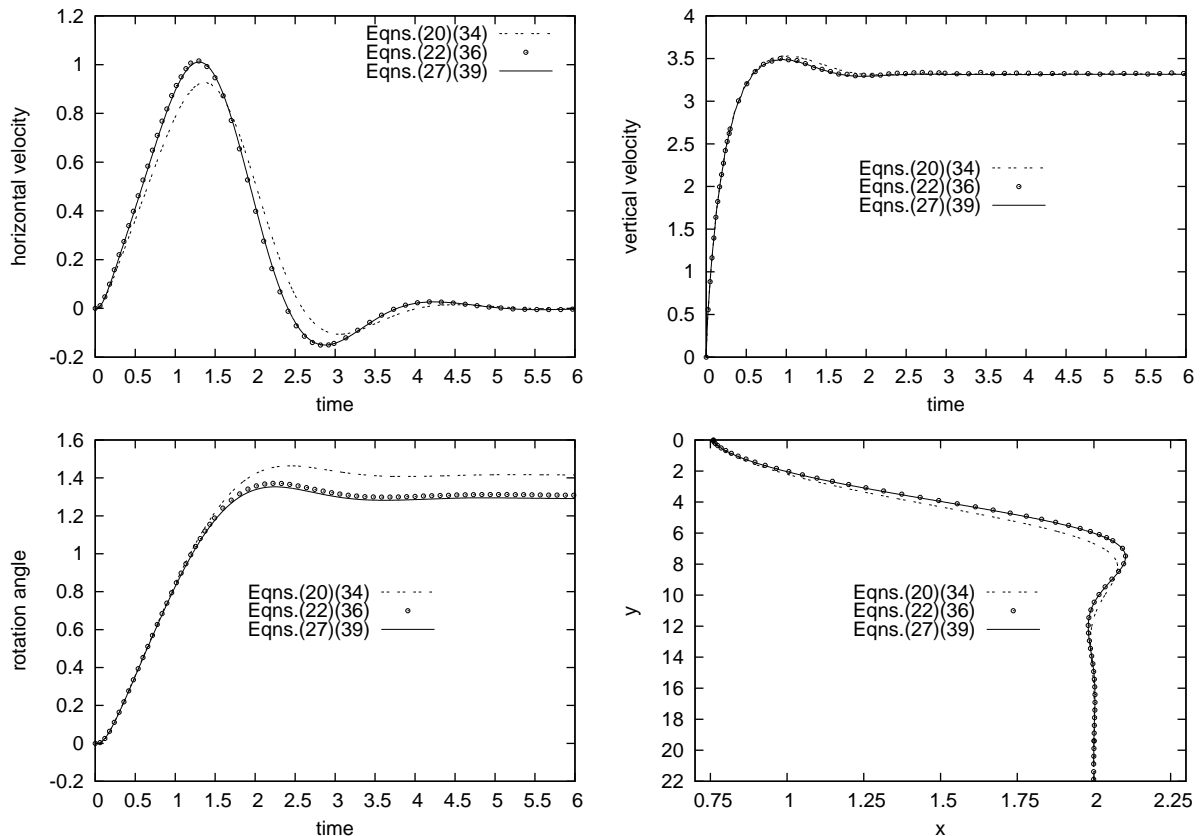 1.2
1
0.8
0.6
0.4
0.2
0
-0.2
horizontal velocity
Eqns.(20)(34)
Eqns.(22)(36)
Eqns.(27)(39)
0 0.5 1 1.5 2 2.5 3 3.5 4 4.5 5 5.5 6
time
4
3.5
3
2.5
2
1.5
1
0.5
0
vertical velocity
Eqns.(20)(34)
Eqns.(22)(36)
Eqns.(27)(39)
0 0.5 1 1.5 2 2.5 3 3.5 4 4.5 5 5.5 6
time
1.6
1.4
1.2
1
0.8
0.6
0.4
0.2
0
-0.2
rotation angle
Eqns.(20)(34)
Eqns.(22)(36)
Eqns.(27)(39)
0 0.5 1 1.5 2 2.5 3 3.5 4 4.5 5 5.5 6
time
0
2
4
6
8
10
12
14
16
18
20
22
y
Eqns.(20)(34)
Eqns.(22)(36)
Eqns.(27)(39)
0.75 1 1.25 1.5 1.75 2 2.25
x